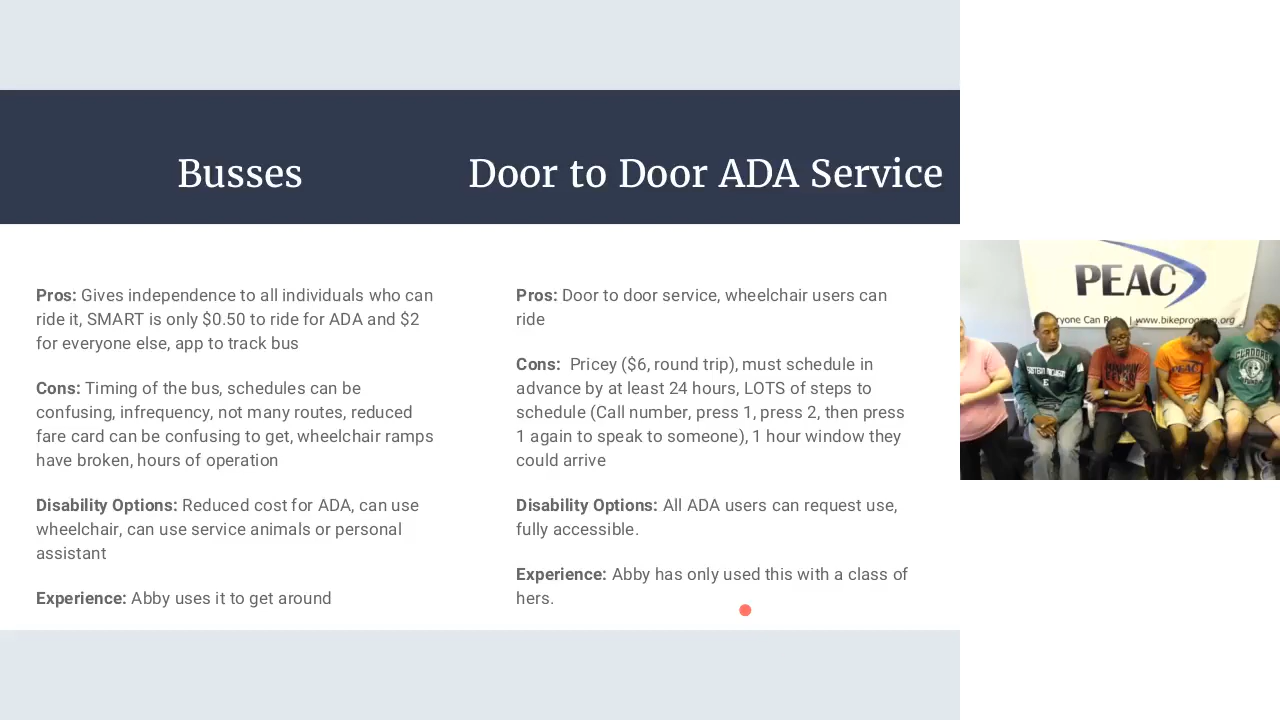 Busses
Door to Door ADA Service
Pros: Gives independence to all individuals who can
ride it, SMART is only $0.50 to ride for ADA and $2
for everyone else, app to track bus
Cons: Timing of the bus, schedules can be
confusing, infrequency, not many routes, reduced
fare card can be confusing to get, wheelchair ramps
have broken, hours of operation
Disability Options: Reduced cost for ADA, can use
wheelchair, can use service animals or personal
assistant
Experience: Abby uses it to get around
Pros: Door to door service, wheelchair users can
ride
Cons: Pricey ($6, round trip), must schedule in
advance by at least 24 hours, LOTS of steps to
schedule (Call number, press 1, press 2, then press
1 again to speak to someone), 1 hour window they
could arrive
Disability Options: All ADA users can request use,
fully accessible.
Experience: Abby has only used this with a class of
hers.
PEAC
ryone Can Ri | www.bikeprogram.org
PEAC